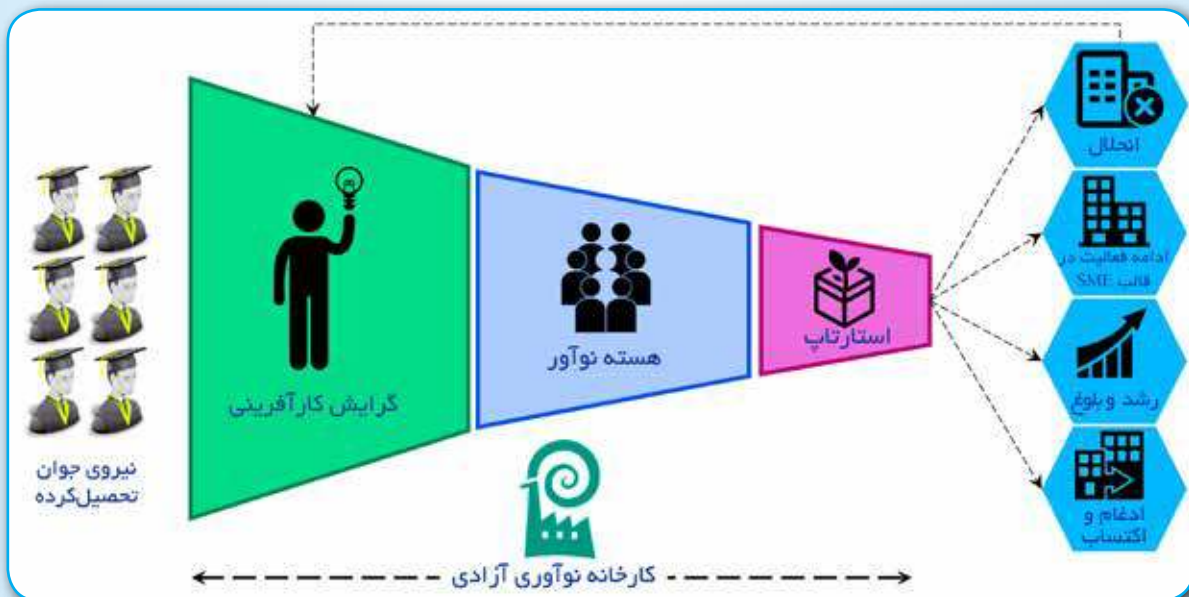 نیروی جوان
تحصیل‌کرده
گرایش کارآفرینی
هسته نوآور
استارتاپ
انحلال
ادامه فعالیت در
قالب SME
رشد و بلوغ
ادغام و
اکتساب
کارخانه نوآوری آزادی